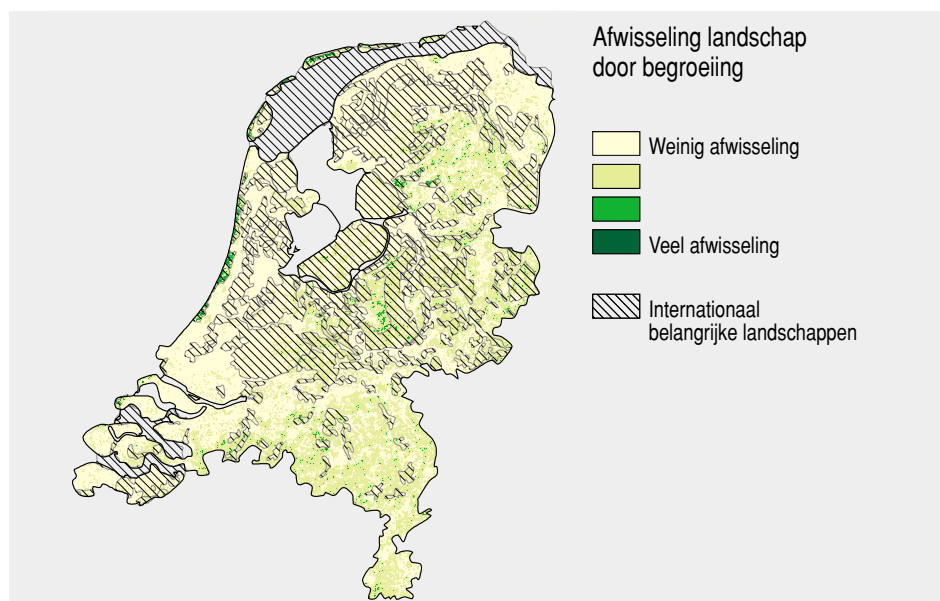 Afwisseling landschap
door begroeiing
Weinig afwisseling
Veel afwisseling
Internationaal
belangrijke landschappen